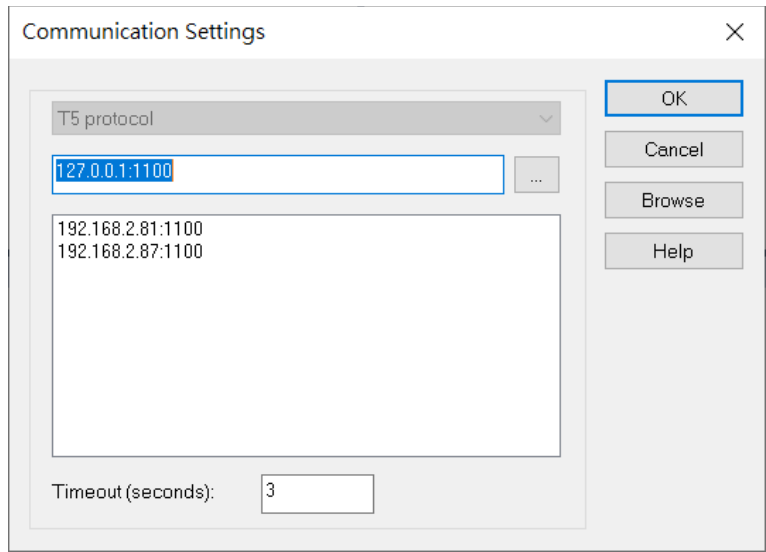 Communication Settings
T5 protocol
127.0.0.1:1100
...
192.168.2.81:1100
192.168.2.87:1100
Timeout (seconds):
3
OK
Cancel
Browse
Help